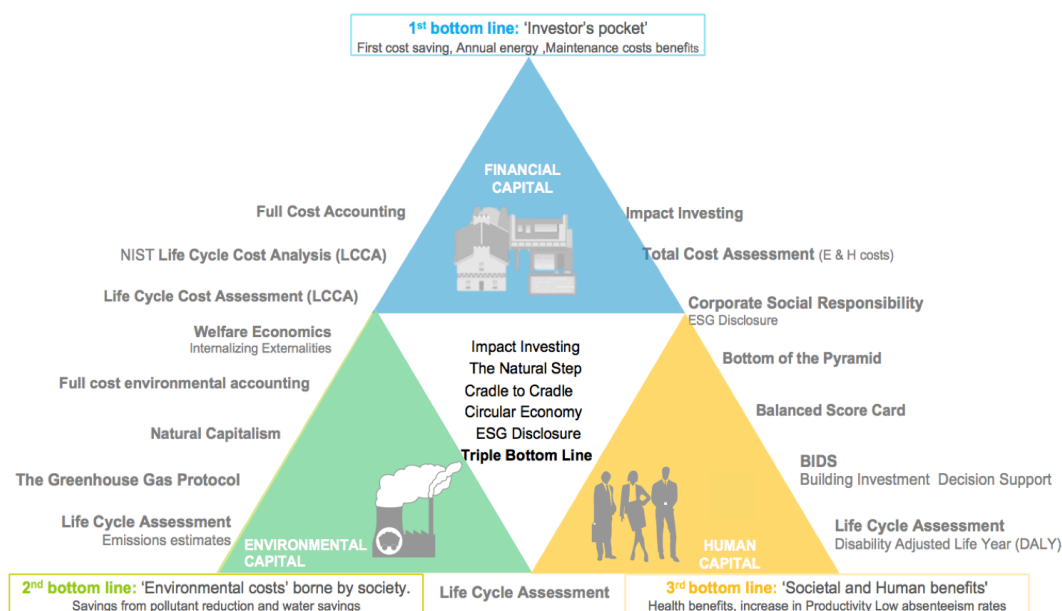 1st bottom line: ‘Investor’s pocket’
First cost saving, Annual energy ,Maintenance costs benefits
FINANCIAL
CAPITAL
Full Cost Accounting
NIST Life Cycle Cost Analysis (LCCA)
Life Cycle Cost Assessment (LCCA)
Welfare Economics
Internalizing Externalities
Full cost environmental accounting
Natural Capitalism
The Greenhouse Gas Protocol
Life Cycle Assessment
Emissions estimates
Impact Investing
Total Cost Assessment (E & H costs)
Corporate Social Responsibility
ESG Disclosure
Bottom of the Pyramid
Balanced Score Card
BIDS
Building Investment Decision Support
Life Cycle Assessment
Disability Adjusted Life Year (DALY)
Impact Investing
The Natural Step
Cradle to Cradle
Circular Economy
ESG Disclosure
Triple Bottom Line
ENVIRONMENTAL
CAPITAL
HUMAN
CAPITAL
2nd bottom line: ‘Environmental costs’ borne by society.
Savings from pollutant reduction and water savings
Life Cycle Assessment
3rd bottom line: ‘Societal and Human benefits’
Health benefits, increase in Productivity Low absenteeism rates